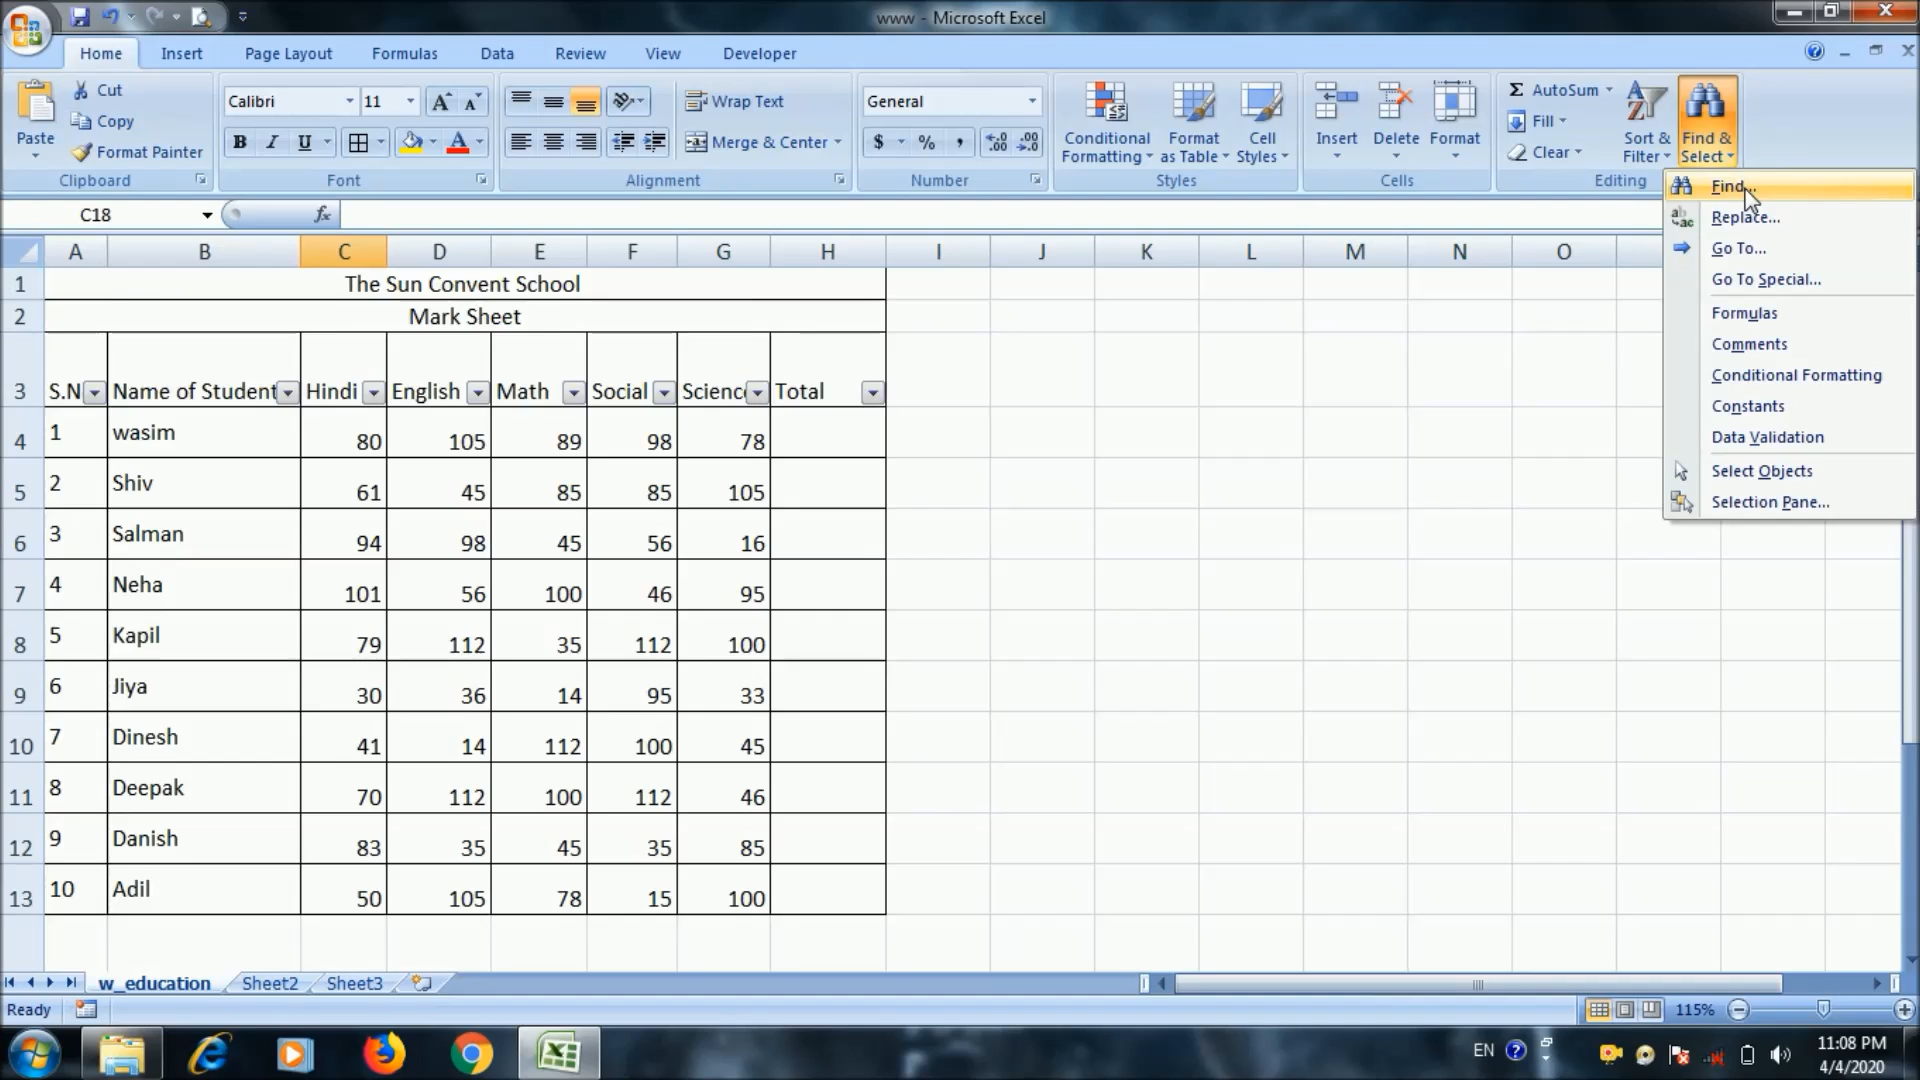 www - Microsoft Excel
Home Insert Page Layout Formulas Data Review View Developer
Paste
Cut
Copy
Format Painter
Clipboard
Calibri 11
B I U
Font
Wrap Text
Merge & Center
Alignment
General
$ % ,
Number
Conditional Formatting
Format as Table
Cell Styles
Styles
Insert Delete Format
Cells
Σ AutoSum
Fill
Clear
Sort & Filter
Find & Select
Editing
C18 fx
Find...
Replace...
Go To...
Go To Special...
Formulas
Comments
Conditional Formatting
Constants
Data Validation
Select Objects
Selection Pane...
A B C D E F G H I J K L M N O
1 The Sun Convent School
2 Mark Sheet
3 S.N Name of Student Hindi English Math Social Scienc Total
4 1 wasim 80 105 89 98 78
5 2 Shiv 61 45 85 85 105
6 3 Salman 94 98 45 56 16
7 4 Neha 101 56 100 46 95
8 5 Kapil 79 112 35 112 100
9 6 Jiya 30 36 14 95 33
10 7 Dinesh 41 14 112 100 45
11 8 Deepak 70 112 100 112 46
12 9 Danish 83 35 45 35 85
13 10 Adil 50 105 78 15 100
w_education Sheet2 Sheet3
Ready 115%
EN 11:08 PM
4/4/2020